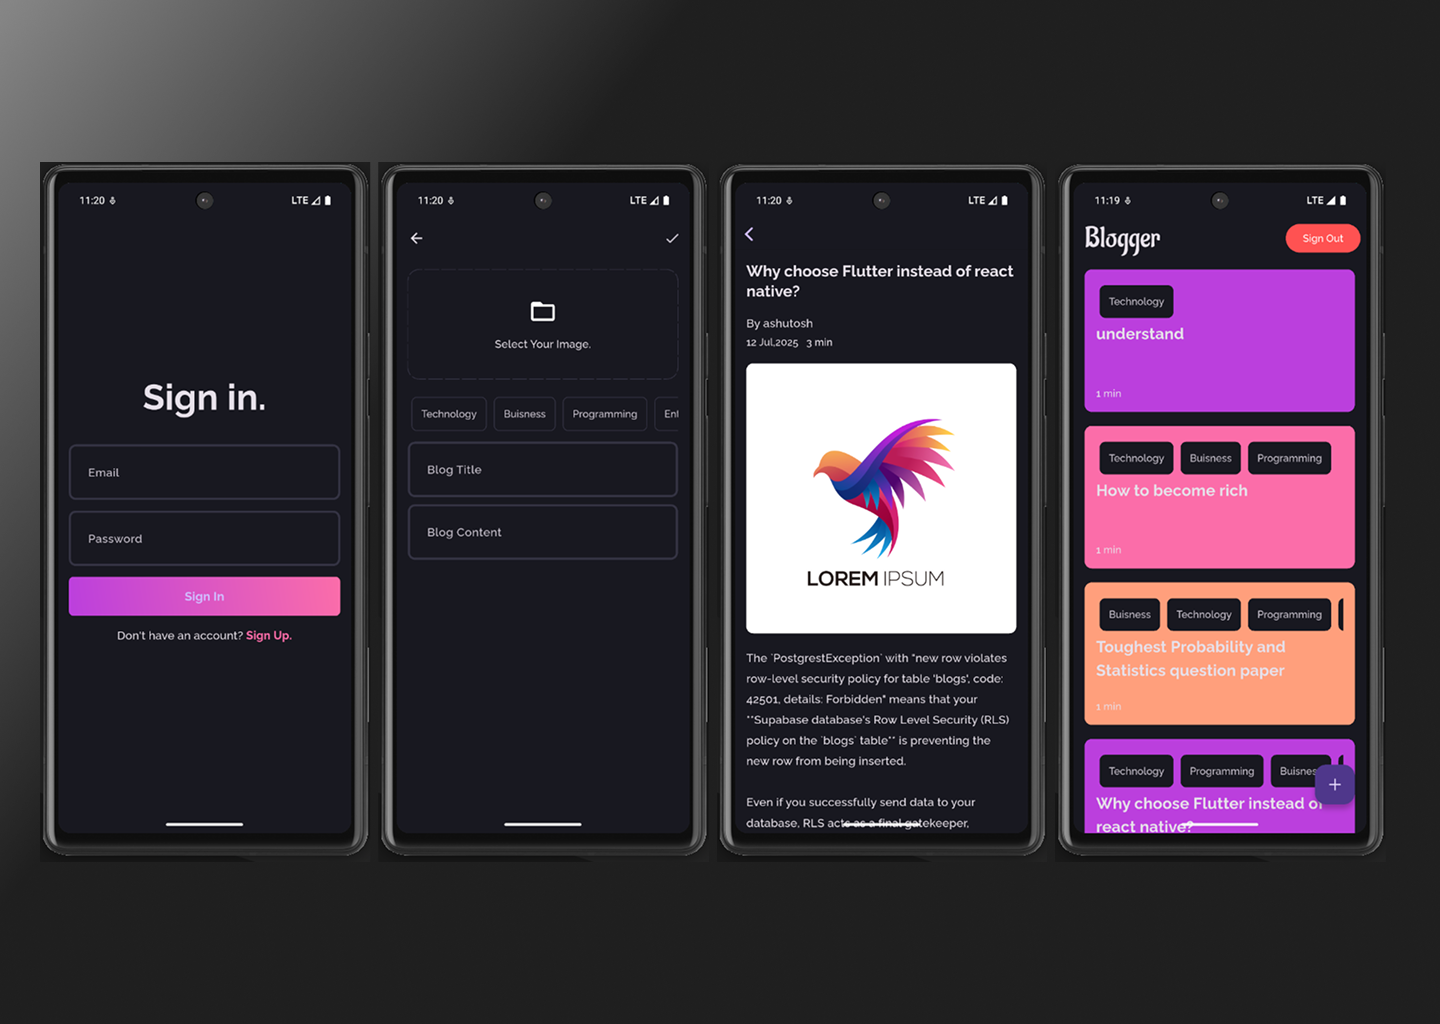 11:20 LTE
Sign in.
Email
Password
Sign In
Don't have an account? Sign Up.
11:20 LTE
Select Your Image.
Technology Buisness Programming Ent
Blog Title
Blog Content
11:20 LTE
Why choose Flutter instead of react
native?
By ashutosh
12 Jul,2025 3 min
LOREM IPSUM
The `PostgrestException` with "new row violates
row-level security policy for table 'blogs', code:
42501, details: Forbidden" means that your
**Supabase database's Row Level Security (RLS)
policy on the `blogs` table** is preventing the
new row from being inserted.
Even if you successfully send data to your
database, RLS acts as a final gatekeeper,
11:19 LTE
Blogger Sign Out
Technology
understand
1 min
Technology Buisness Programming
How to become rich
1 min
Buisness Technology Programming
Toughest Probability and
Statistics question paper
1 min
Technology Programming Buisnes
Why choose Flutter instead of
react native?